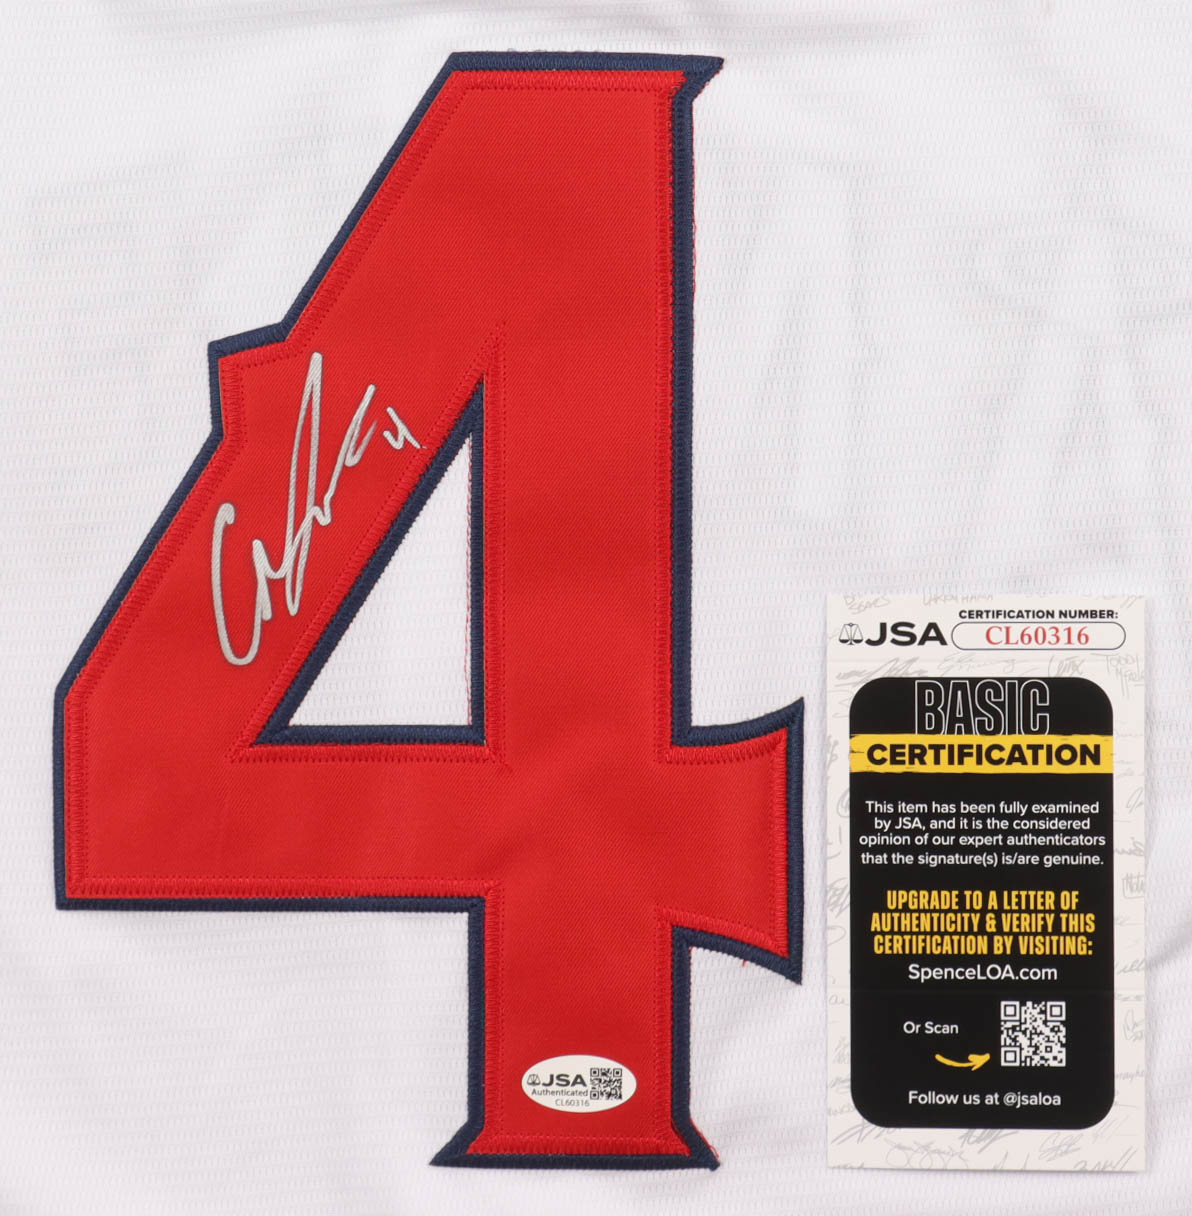 4
4
JSA
Authenticated
CL60316
JSA
CERTIFICATION NUMBER:
CL60316
BASIC
CERTIFICATION
This item has been fully examined
by JSA, and it is the considered
opinion of our expert authenticators
that the signature(s) is/are genuine.
UPGRADE TO A LETTER OF
AUTHENTICITY & VERIFY THIS
CERTIFICATION BY VISITING:
SpenceLOA.com
Or Scan
Follow us at @jsaloa